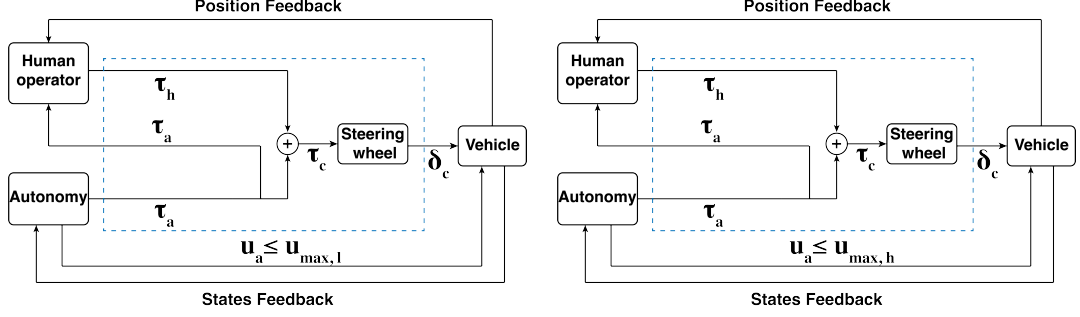 Position Feedback
Human
operator
τh
τa
Steering
wheel
+
τc
δc
Vehicle
Autonomy
τa
ua≤ umax, l
States Feedback
Position Feedback
Human
operator
τh
τa
Steering
wheel
+
τc
δc
Vehicle
Autonomy
τa
ua≤ umax, h
States Feedback